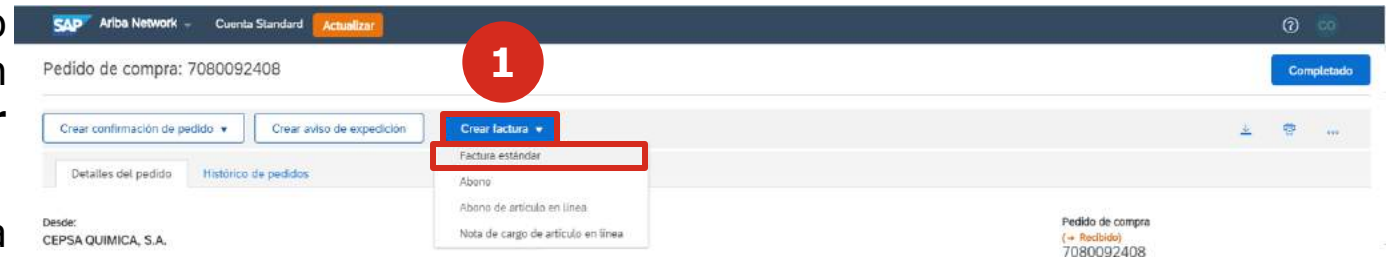 SAP Ariba Network Cuenta Standard Actualizar
CO
Pedido de compra: 7080092408
1
Completado
Crear confirmación de pedido Crear aviso de expedición Crear factura
...
Factura estándar
Detalles del pedido Histórico de pedidos
Abono
Abono de artículo en línea
Nota de cargo de artículo en línea
Desde:
CEPSA QUIMICA, S.A.
Pedido de compra
(→ Recibido)
7080092408